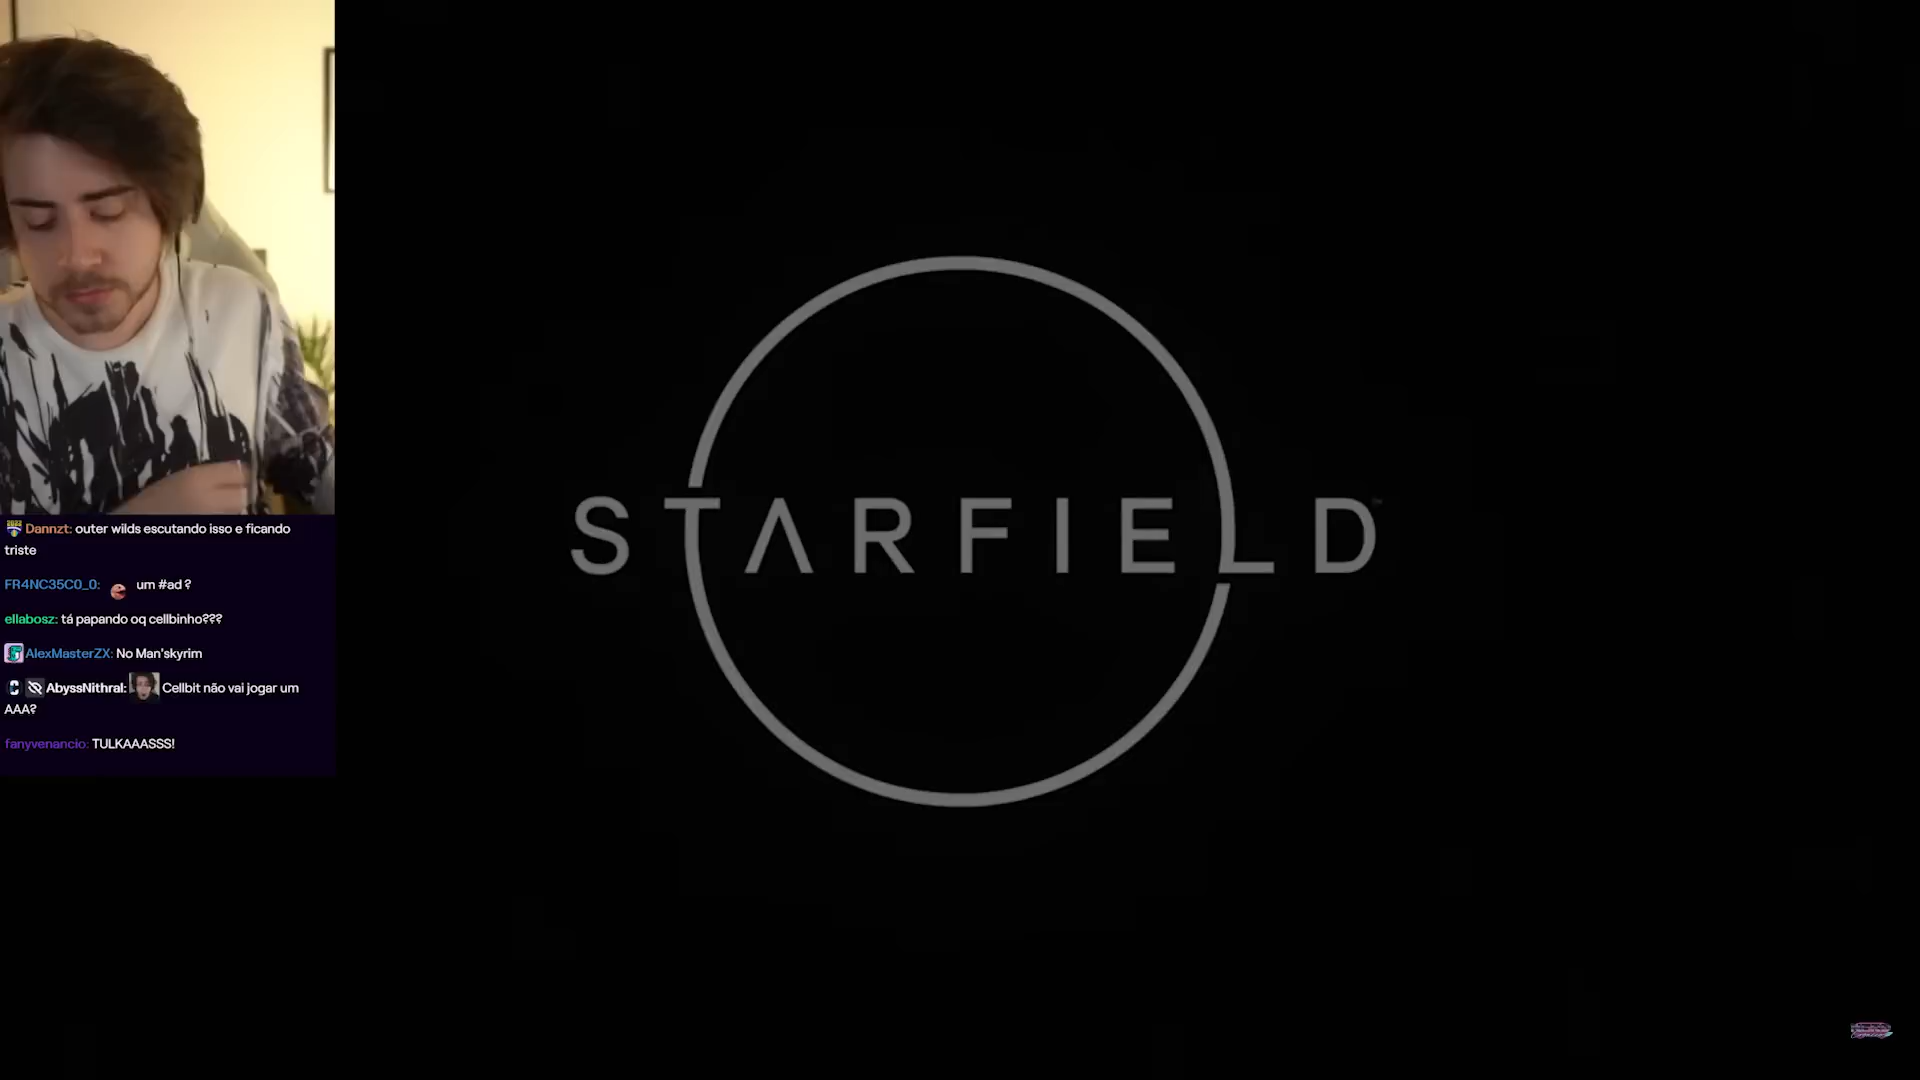 STARFIELD
Dannzt: outer wilds escutando isso e ficando
triste
FR4NC35C0_0: um #ad ?
ellabosz: tá papando oq cellbinho???
AlexMasterZX: No Man'skyrim
AbyssNithral: Cellbit não vai jogar um
AAA?
fanyvenancio: TULKAAASSS!